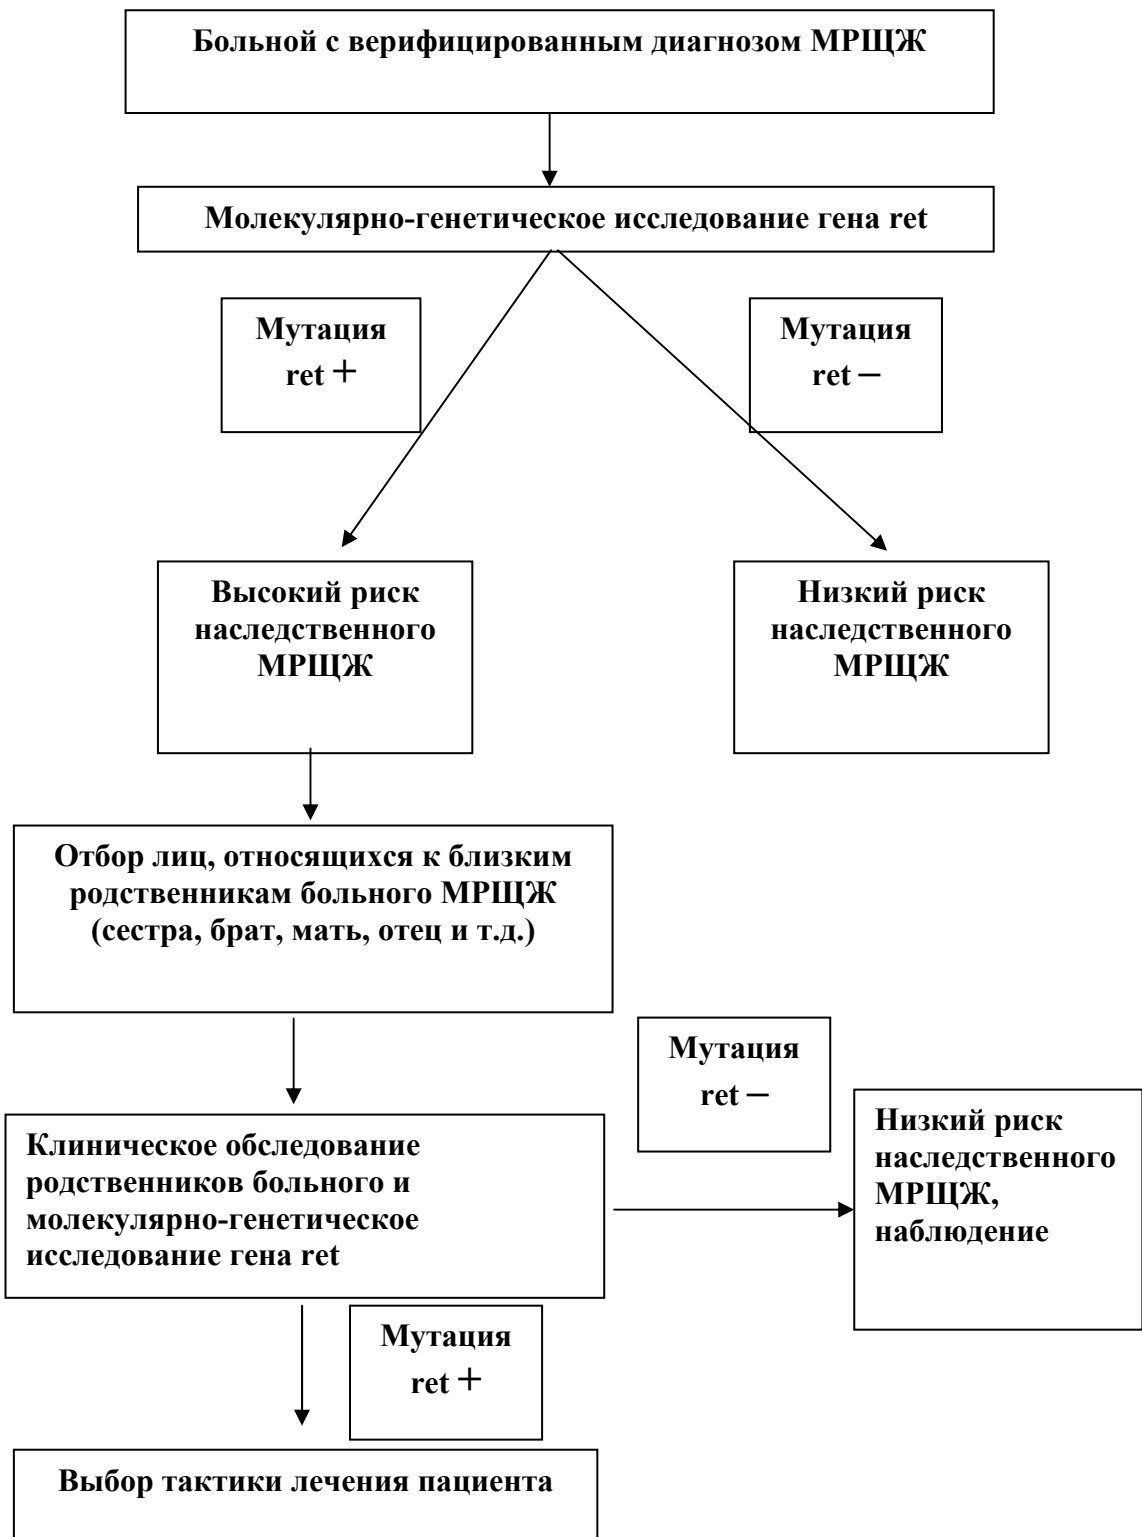 Больной с верифицированным диагнозом МРЩЖ
Молекулярно-генетическое исследование гена ret
Мутация
ret +
Мутация
ret –
Высокий риск
наследственного
МРЩЖ
Низкий риск
наследственного
МРЩЖ
Отбор лиц, относящихся к близким
родственникам больного МРЩЖ
(сестра, брат, мать, отец и т.д.)
Мутация
ret –
Клиническое обследование
родственников больного и
молекулярно-генетическое
исследование гена ret
Низкий риск
наследственного
МРЩЖ,
наблюдение
Мутация
ret +
Выбор тактики лечения пациента